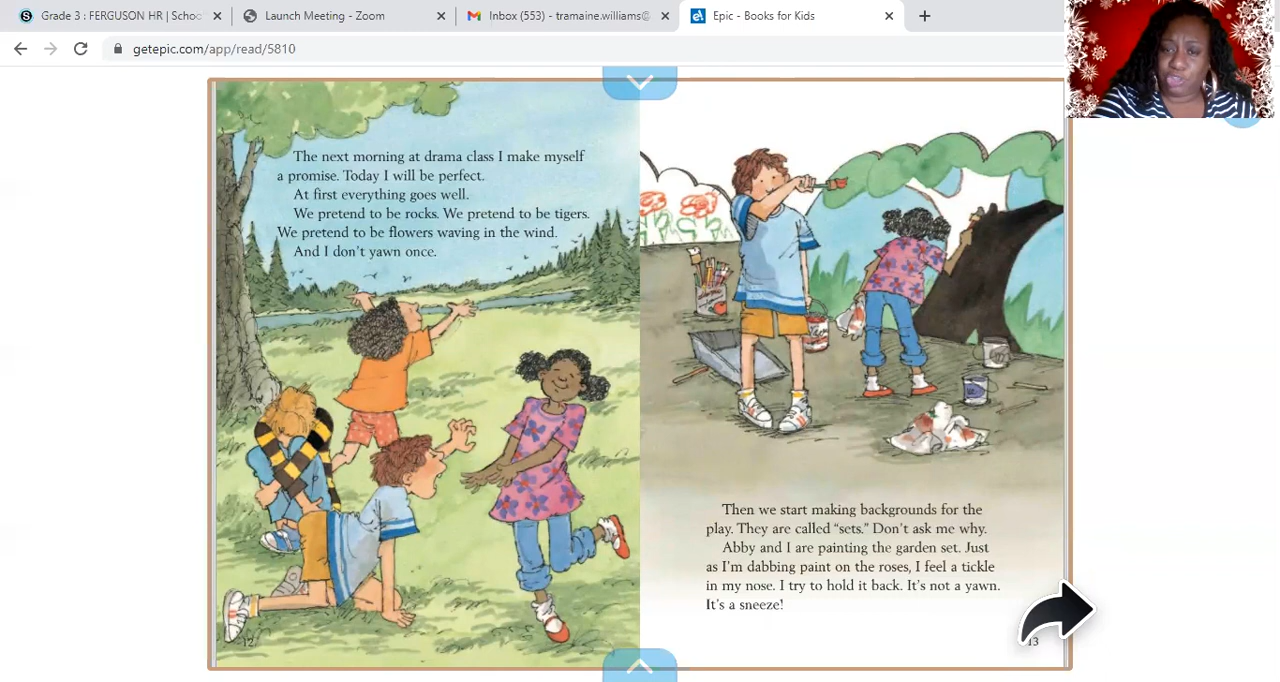 Grade 3 : FERGUSON HR | Schoo
Launch Meeting - Zoom
Inbox (553) - tramaine.williams@
Epic - Books for Kids
getepic.com/app/read/5810
The next morning at drama class I make myself
a promise. Today I will be perfect.
At first everything goes well.
We pretend to be rocks. We pretend to be tigers.
We pretend to be flowers waving in the wind.
And I don't yawn once.
12
Then we start making backgrounds for the
play. They are called “sets.” Don't ask me why.
Abby and I are painting the garden set. Just
as I'm dabbing paint on the roses, I feel a tickle
in my nose. I try to hold it back. It's not a yawn.
It's a sneeze!
13